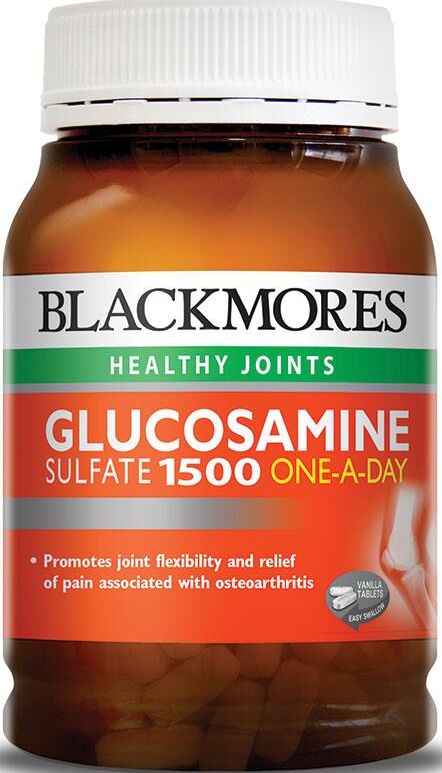 BLACKMORES
HEALTHY JOINTS
GLUCOSAMINE
SULFATE 1500 ONE-A-DAY
• Promotes joint flexibility and relief
of pain associated with osteoarthritis
VANILLA
TABLETS
EASY SWALLOW